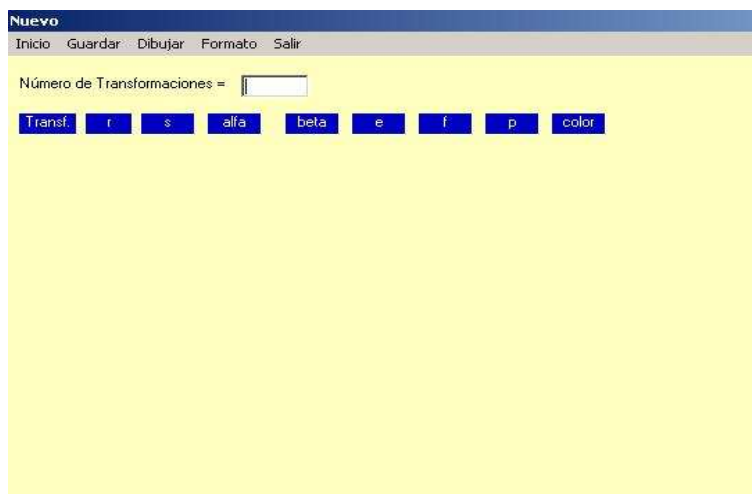 Nuevo
Inicio Guardar Dibujar Formato Salir
Número de Transformaciones =
Transf. r s alfa beta e f p color